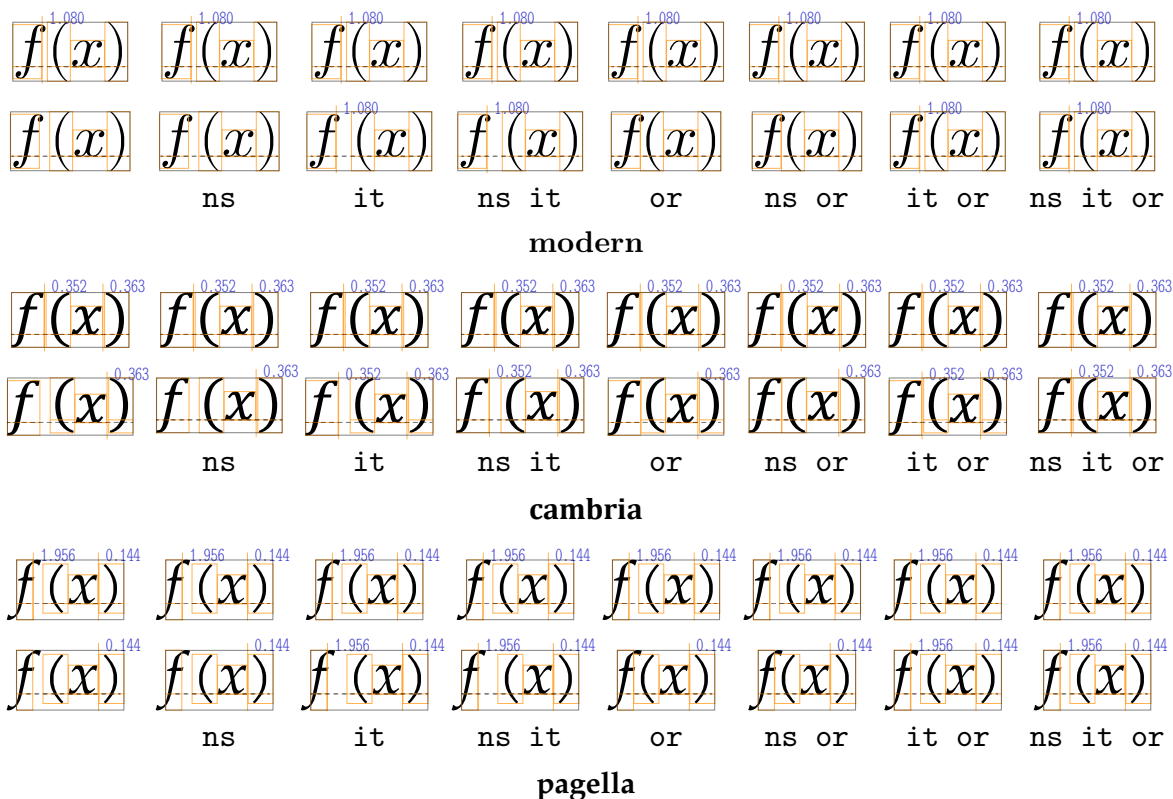 1.080 1.080 1.080 1.080 1.080 1.080 1.080 1.080
f(x) f(x) f(x) f(x) f(x) f(x) f(x) f(x)
1.080 1.080 1.080 1.080
f(x) f(x) f(x) f(x) f(x) f(x) f(x) f(x)
ns it ns it or ns or it or ns it or
modern
0.352 0.363 0.352 0.363 0.352 0.363 0.352 0.363 0.352 0.363 0.352 0.363 0.352 0.363 0.352 0.363
f(x) f(x) f(x) f(x) f(x) f(x) f(x) f(x)
0.363 0.363 0.352 0.363 0.352 0.363 0.363 0.363 0.352 0.363 0.352 0.363
f(x) f(x) f(x) f(x) f(x) f(x) f(x) f(x)
ns it ns it or ns or it or ns it or
cambria
1.956 0.144 1.956 0.144 1.956 0.144 1.956 0.144 1.956 0.144 1.956 0.144 1.956 0.144 1.956 0.144
f(x) f(x) f(x) f(x) f(x) f(x) f(x) f(x)
0.144 0.144 1.956 0.144 1.956 0.144 0.144 0.144 1.956 0.144 1.956 0.144
f(x) f(x) f(x) f(x) f(x) f(x) f(x) f(x)
ns it ns it or ns or it or ns it or
pagella